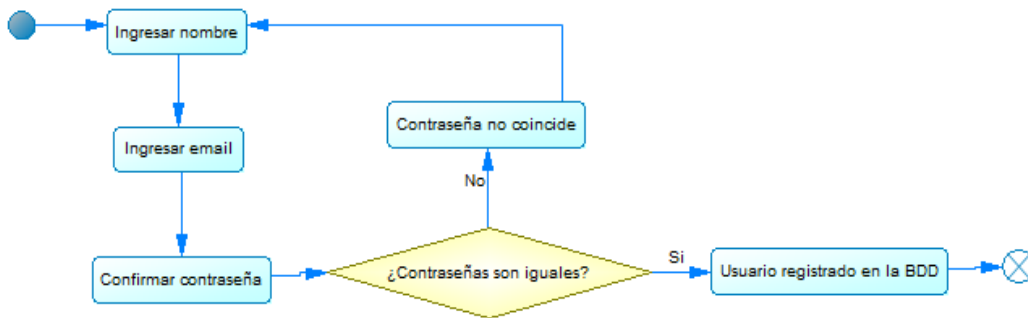 Ingresar nombre
Contraseña no coincide
Ingresar email
No
Confirmar contraseña
¿Contraseñas son iguales?
Si
Usuario registrado en la BDD